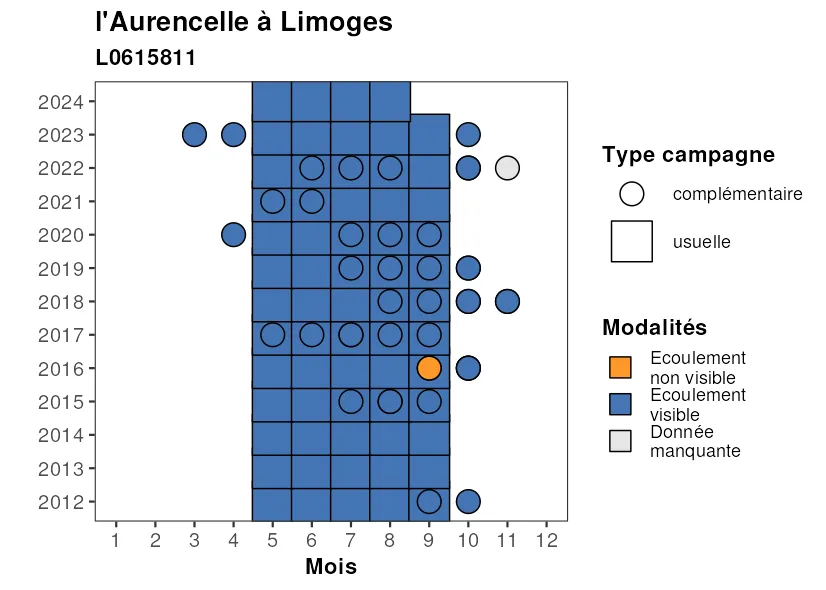 l'Aurencelle à Limoges
L0615811
2024
2023
2022
2021
2020
2019
2018
2017
2016
2015
2014
2013
2012
1 2 3 4 5 6 7 8 9 10 11 12
Mois
Type campagne
complémentaire
usuelle
Modalités
Ecoulement
non visible
Ecoulement
visible
Donnée
manquante